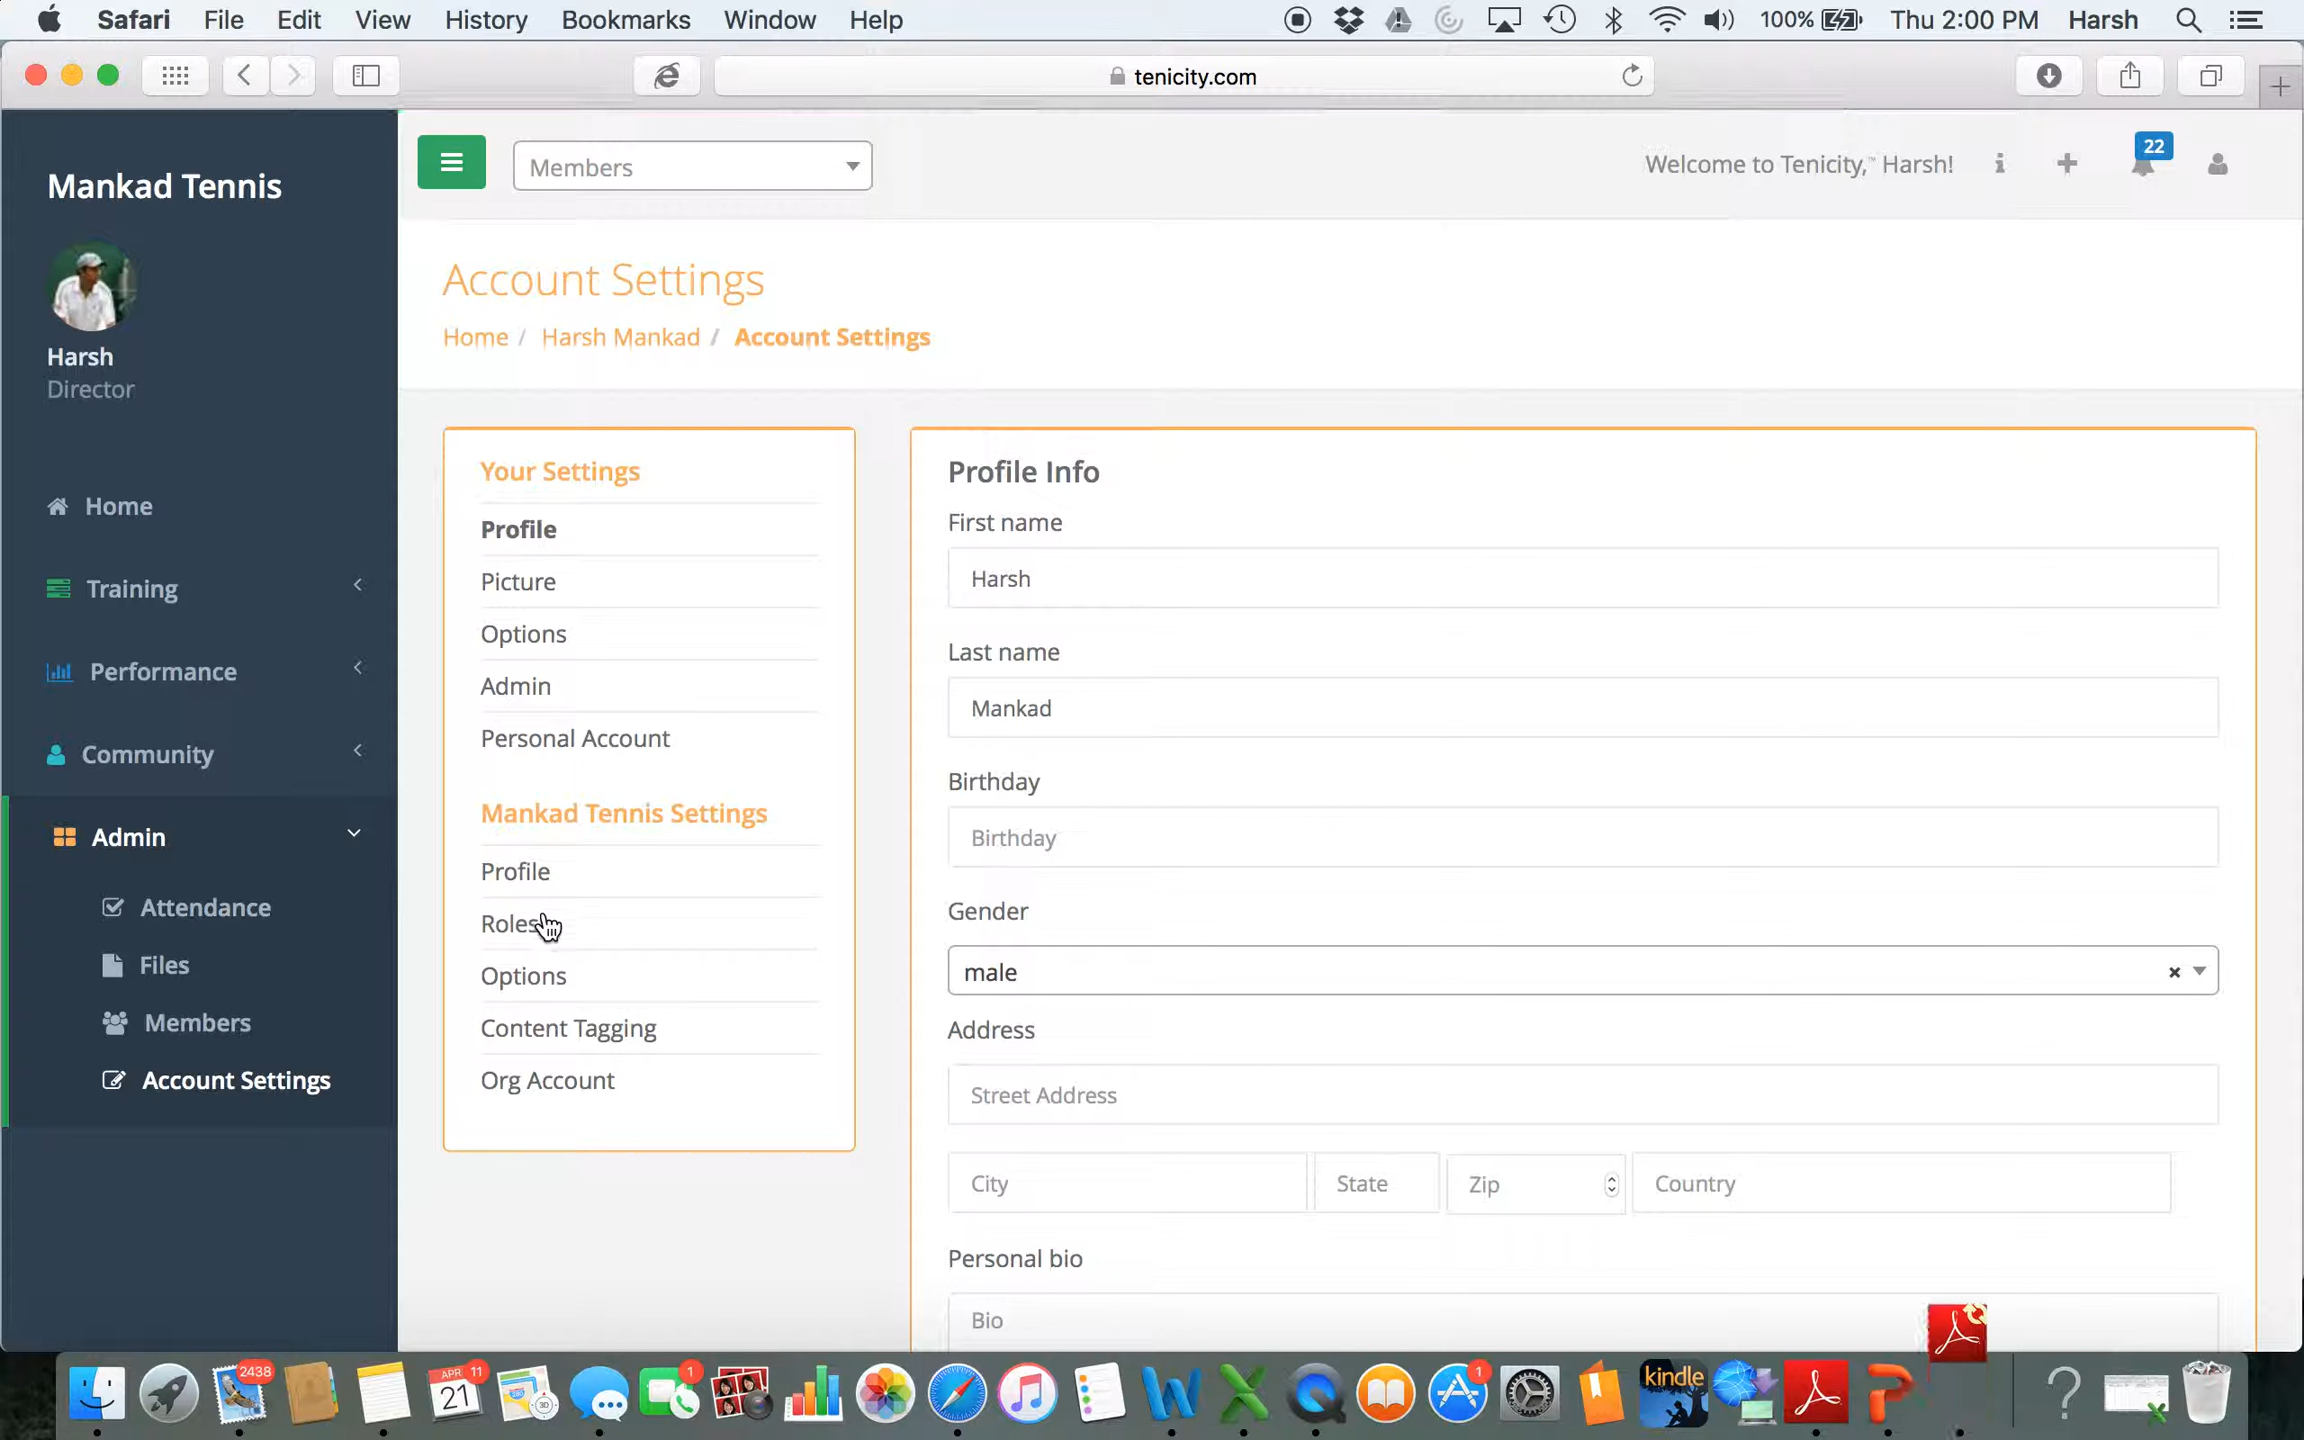 Safari File Edit View History Bookmarks Window Help 100% Thu 2:00 PM Harsh
tenicity.com
Mankad Tennis
Harsh
Director
Home
Training
Performance
Community
Admin
Attendance
Files
Members
Account Settings
Members
Welcome to Tenicity,™ Harsh!
22
Account Settings
Home / Harsh Mankad / Account Settings
Your Settings
Profile
Picture
Options
Admin
Personal Account
Mankad Tennis Settings
Profile
Roles
Options
Content Tagging
Org Account
Profile Info
First name
Harsh
Last name
Mankad
Birthday
Birthday
Gender
male
Address
Street Address
City State Zip Country
Personal bio
Bio
2438
APR 11
21
3D
1
1
kindle